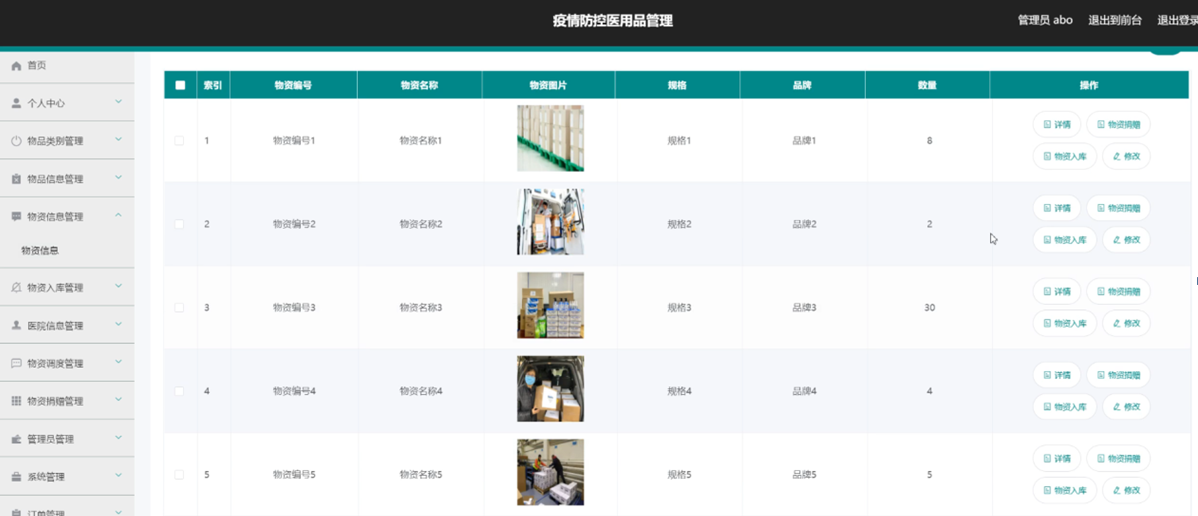 疫情防控医用品管理
管理员 abo 退出到前台 退出登录
首页
个人中心
物品类别管理
物品信息管理
物资信息管理
物资信息
物资入库管理
医院信息管理
物资调度管理
物资捐赠管理
管理员管理
系统管理
订单管理
索引 物资编号 物资名称 物资图片 规格 品牌 数量 操作
1 物资编号1 物资名称1 规格1 品牌1 8
详情 物资捐赠
物资入库 修改
2 物资编号2 物资名称2 规格2 品牌2 2
详情 物资捐赠
物资入库 修改
3 物资编号3 物资名称3 规格3 品牌3 30
详情 物资捐赠
物资入库 修改
4 物资编号4 物资名称4 规格4 品牌4 4
详情 物资捐赠
物资入库 修改
5 物资编号5 物资名称5 规格5 品牌5 5
详情 物资捐赠
物资入库 修改